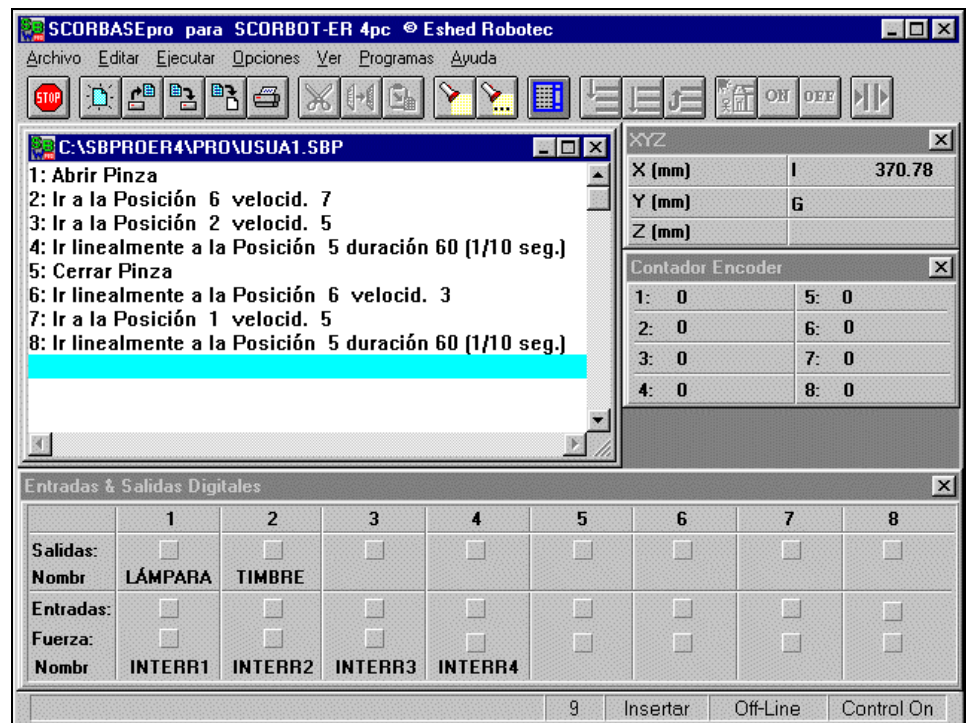 SCORBASEpro para SCORBOT-ER 4pc © Eshed Robotec
Archivo Editar Ejecutar Opciones Ver Programas Ayuda
STOP ON OFF
C:\SBPROER4\PRO\USUA1.SBP
1: Abrir Pinza
2: Ir a la Posición 6 velocid. 7
3: Ir a la Posición 2 velocid. 5
4: Ir linealmente a la Posición 5 duración 60 (1/10 seg.)
5: Cerrar Pinza
6: Ir linealmente a la Posición 6 velocid. 3
7: Ir a la Posición 1 velocid. 5
8: Ir linealmente a la Posición 5 duración 60 (1/10 seg.)
XYZ
X (mm) I 370.78
Y (mm) G
Z (mm)
Contador Encoder
1: 0 5: 0
2: 0 6: 0
3: 0 7: 0
4: 0 8: 0
Entradas & Salidas Digitales
1 2 3 4 5 6 7 8
Salidas:
Nombr LÁMPARA TIMBRE
Entradas:
Fuerza:
Nombr INTERR1 INTERR2 INTERR3 INTERR4
9 Insertar Off-Line Control On